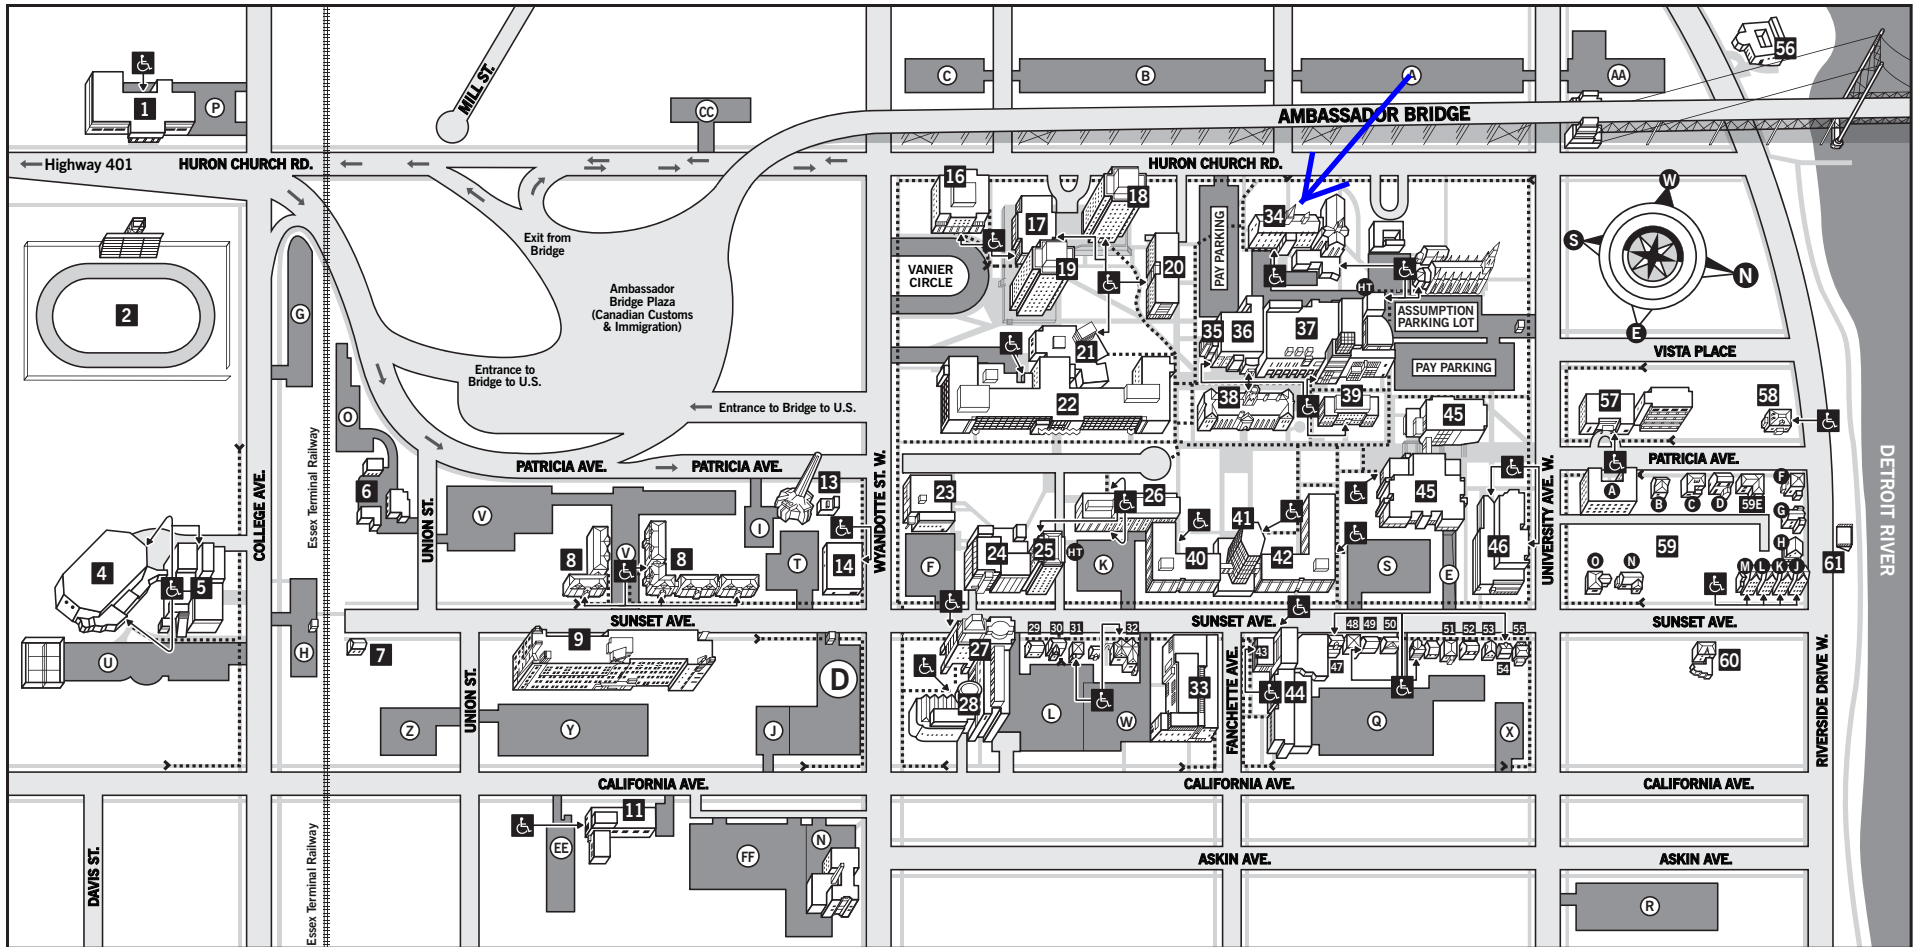 56
C
B
A
AA
1
P
CC
MILL ST.
AMBASSADOR BRIDGE
Highway 401
HURON CHURCH RD.
HURON CHURCH RD.
16
18
17
34
W
S
N
E
PAY PARKING
VANIER
CIRCLE
19
20
Exit from
Bridge
HT
2
G
Ambassador
Bridge Plaza
(Canadian Customs
& Immigration)
ASSUMPTION
PARKING LOT
35
36
37
21
VISTA PLACE
PAY PARKING
Entrance to
Bridge to U.S.
O
Entrance to Bridge to U.S.
22
38
39
45
57
58
DETROIT RIVER
COLLEGE AVE.
Essex Terminal Railway
PATRICIA AVE.
PATRICIA AVE.
PATRICIA AVE.
WANDOTTE ST. W.
UNIVERSITY AVE. W.
6
UNION ST.
V
13
I
23
26
45
A
B
C
D
59E
F
G
H
4
5
8
V
8
T
14
F
24
25
HT
K
40
41
42
S
E
46
59
O
N
M
L
K
J
61
SUNSET AVE.
SUNSET AVE.
SUNSET AVE.
U
H
7
9
D
27
29
30
31
32
43
47
48
49
50
51
52
53
54
55
60
UNION ST.
Z
Y
J
28
L
W
33
FANCHETTE AVE.
44
Q
X
RIVERSIDE DRIVE W.
CALIFORNIA AVE.
CALIFORNIA AVE.
CALIFORNIA AVE.
11
EE
FF
N
DAVIS ST.
Essex Terminal Railway
ASKIN AVE.
ASKIN AVE.
R